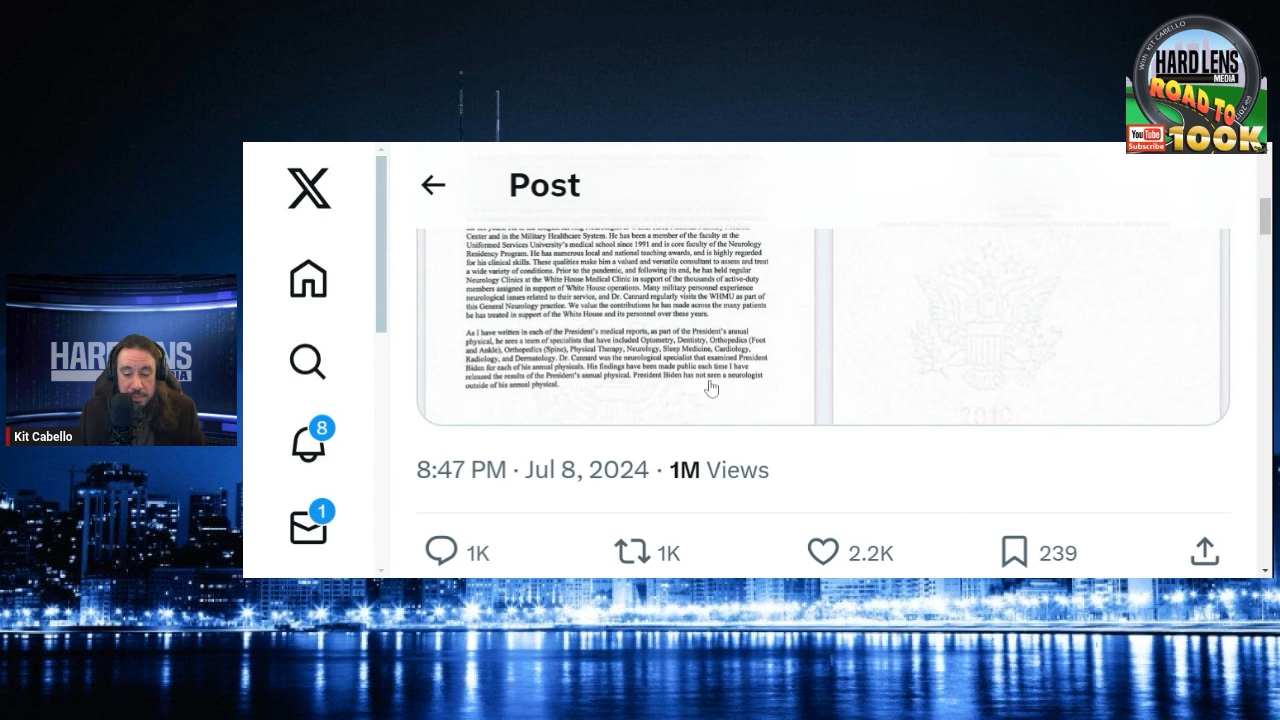 With KIT CABELLO
HARD LENS
MEDIA
ROAD TO
YouTube
Subscribe
100K
Post
Center and in the Military Healthcare System. He has been a member of the faculty at the
Uniformed Services University's medical school since 1991 and is core faculty of the Neurology
Residency Program. He has numerous local and national teaching awards, and is highly regarded
for his clinical skills. These qualities make him a valued and versatile consultant to assess and treat
a wide variety of conditions. Prior to the pandemic, and following its end, he has held regular
Neurology Clinics at the White House Medical Clinic in support of the thousands of active-duty
members assigned in support of White House operations. Many military personnel experience
neurological issues related to their service, and Dr. Cannard regularly visits the WHMU as part of
this General Neurology practice. We value the contributions he has made across the many patients
he has treated in support of the White House and its personnel over these years.
As I have written in each of the President's medical reports, as part of the President's annual
physical, he sees a team of specialists that have included Optometry, Dentistry, Orthopedics (Foot
and Ankle), Orthopedics (Spine), Physical Therapy, Neurology, Sleep Medicine, Cardiology,
Radiology, and Dermatology. Dr. Cannard was the neurological specialist that examined President
Biden for each of his annual physicals. His findings have been made public each time I have
released the results of the President's annual physical. President Biden has not seen a neurologist
outside of his annual physical.
8
8:47 PM · Jul 8, 2024 · 1M Views
1
1K 1K 2.2K 239
Kit Cabello